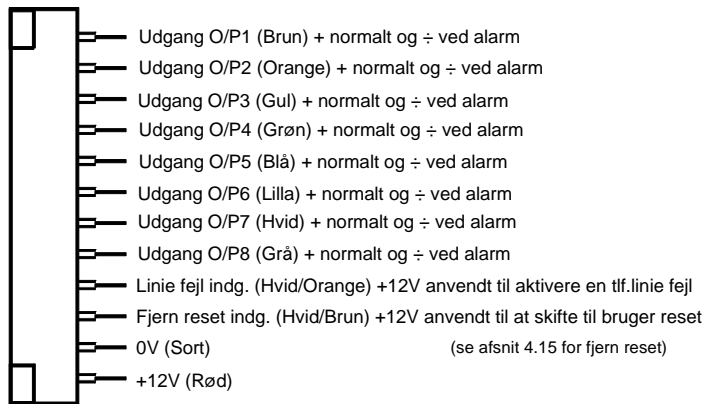 Udgang O/P1 (Brun) + normalt og ÷ ved alarm
Udgang O/P2 (Orange) + normalt og ÷ ved alarm
Udgang O/P3 (Gul) + normalt og ÷ ved alarm
Udgang O/P4 (Grøn) + normalt og ÷ ved alarm
Udgang O/P5 (Blå) + normalt og ÷ ved alarm
Udgang O/P6 (Lilla) + normalt og ÷ ved alarm
Udgang O/P7 (Hvid) + normalt og ÷ ved alarm
Udgang O/P8 (Grå) + normalt og ÷ ved alarm
Linie fejl indg. (Hvid/Orange) +12V anvendt til aktivere en tlf.linie fejl
Fjern reset indg. (Hvid/Brun) +12V anvendt til at skifte til bruger reset
0V (Sort) (se afsnit 4.15 for fjern reset)
+12V (Rød)